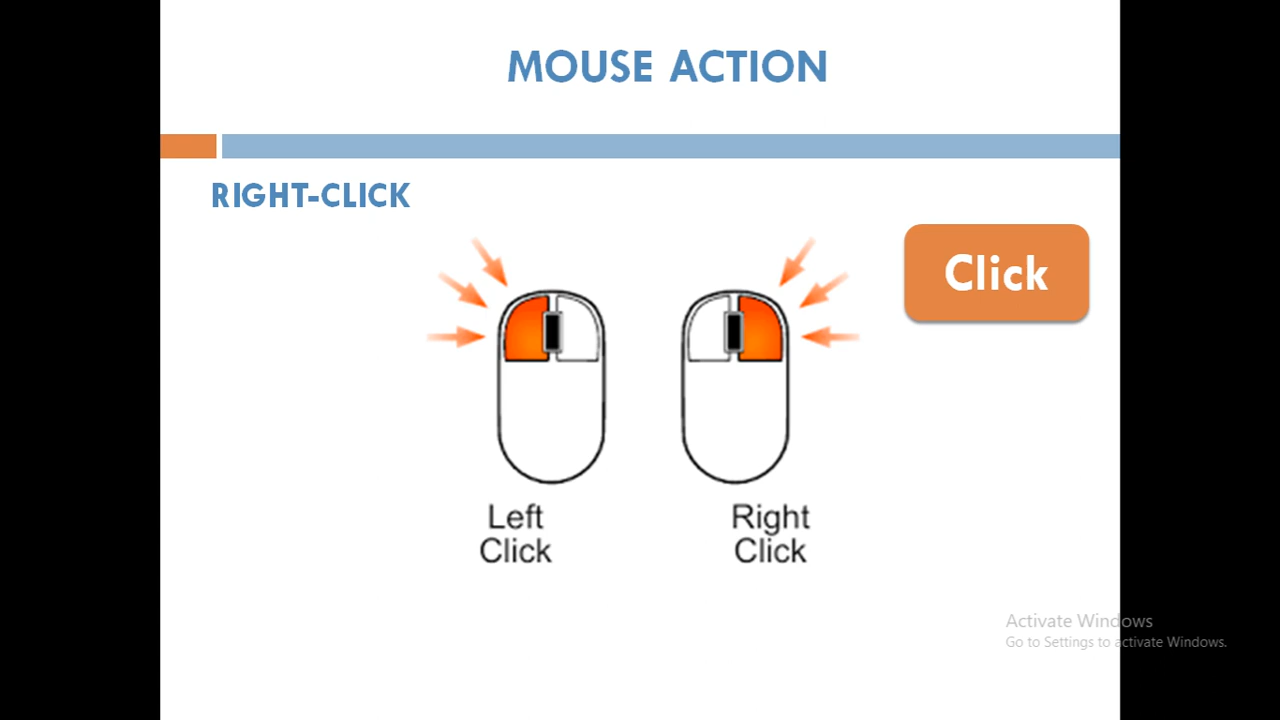 MOUSE ACTION
RIGHT-CLICK
Click
Left
Click
Right
Click
Activate Windows
Go to Settings to activate Windows.